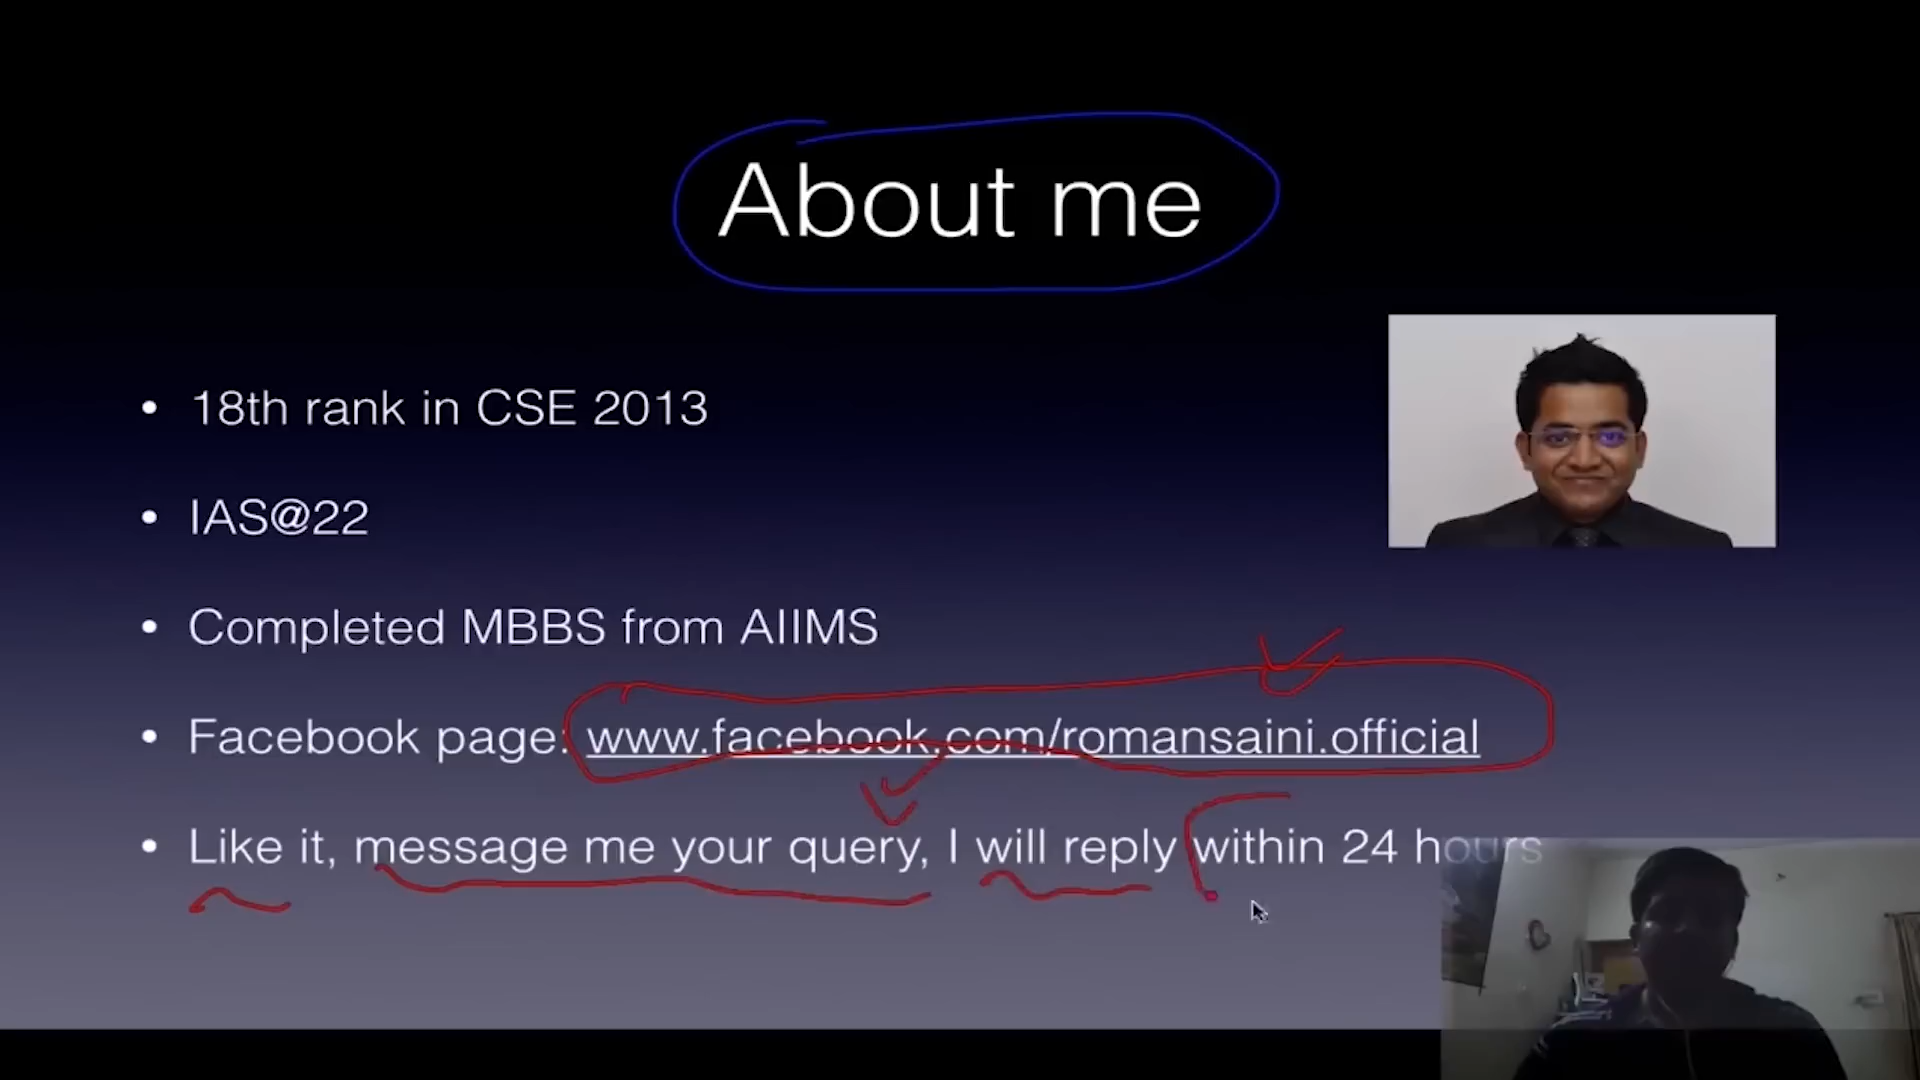 About me
• 18th rank in CSE 2013
• IAS@22
• Completed MBBS from AIIMS
• Facebook page: www.facebook.com/romansaini.official
• Like it, message me your query, I will reply within 24 hours